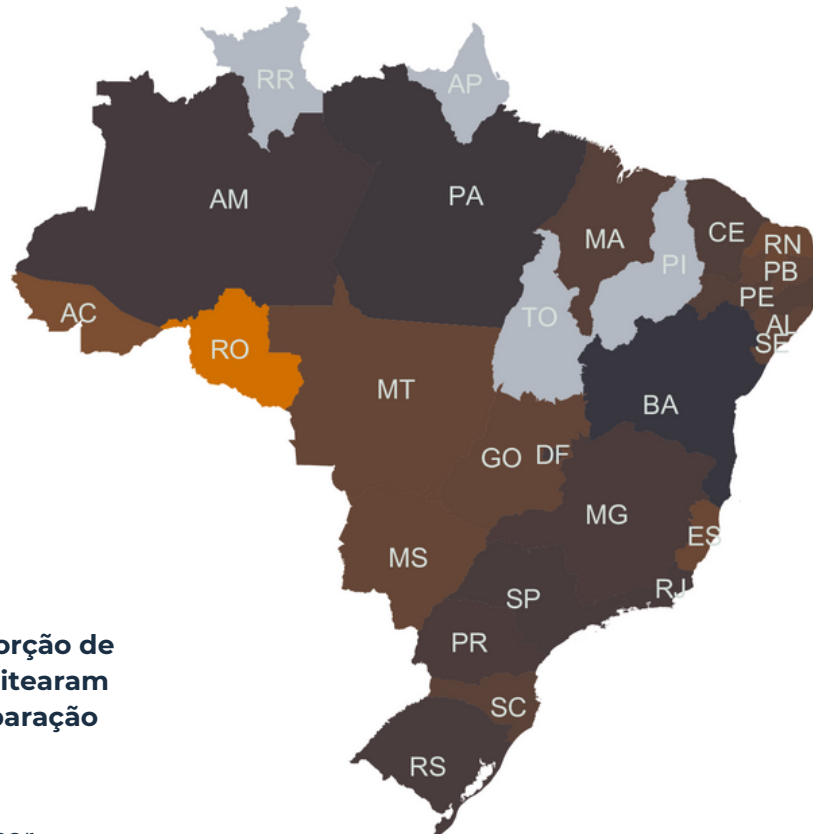 RR
AP
AM
PA
MA
CE
RN
PB
PI
PE
AL
SE
TO
AC
RO
MT
BA
GO DF
MG
ES
MS
RJ
SP
PR
SC
RS
orção de
itearam
paração